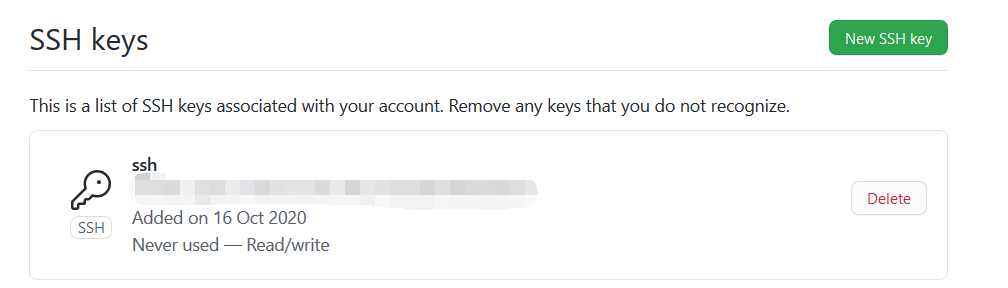 SSH keys
New SSH key
This is a list of SSH keys associated with your account. Remove any keys that you do not recognize.
ssh
Added on 16 Oct 2020
SSH
Never used — Read/write
Delete